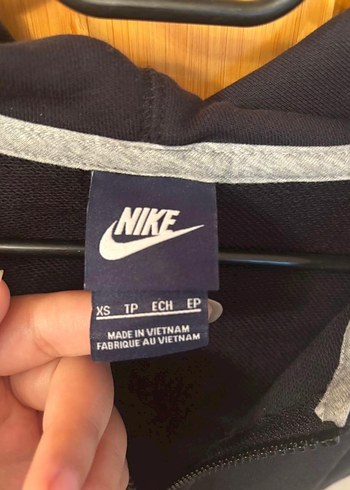 NIKE
XS TP ECH EP
MADE IN VIETNAM
FABRIQUE AU VIETNAM